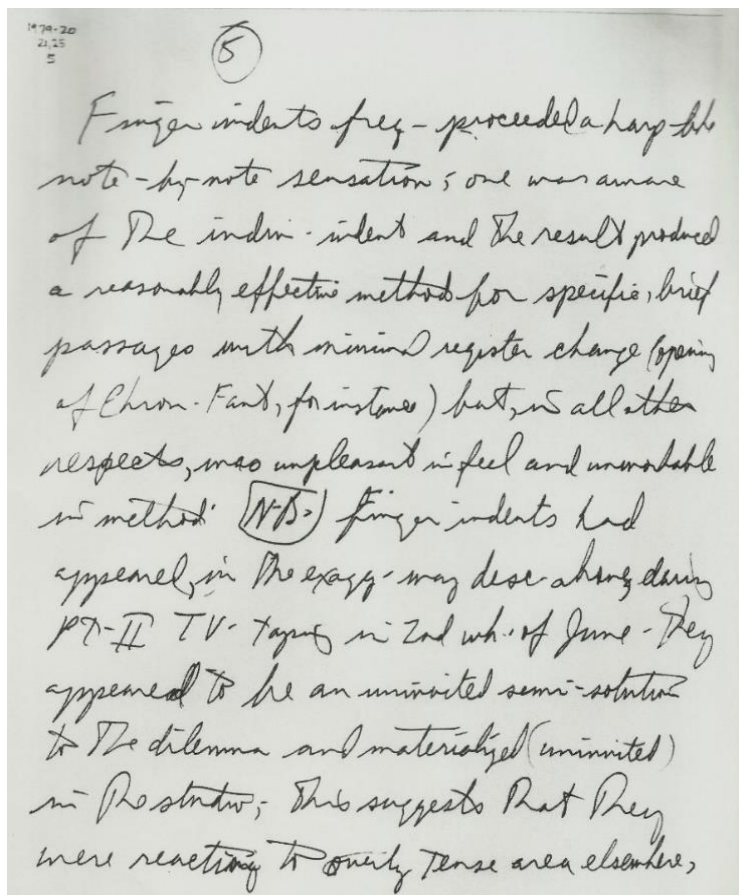 1979-20
21,25
5
5
Finger indents freq - proceeded a harp-like
note-by-note sensation; one was aware
of the indiv. indent and the result produced
a reasonably effective method for specific, brief
passages with minimal register change (opening
of Chrom. Fant, for instance) but, in all other
respects, was unpleasant in feel and unworkable
in method. N.B. Finger indents had
appeared, in the exagg. way desc. above, during
PT-II TV-taping in 2nd wk. of June - They
appeared to be an uninvited semi-solution
to the dilemma and materialized (uninvited)
in the studio; This suggests that they
were reacting to overly tense area elsewhere,